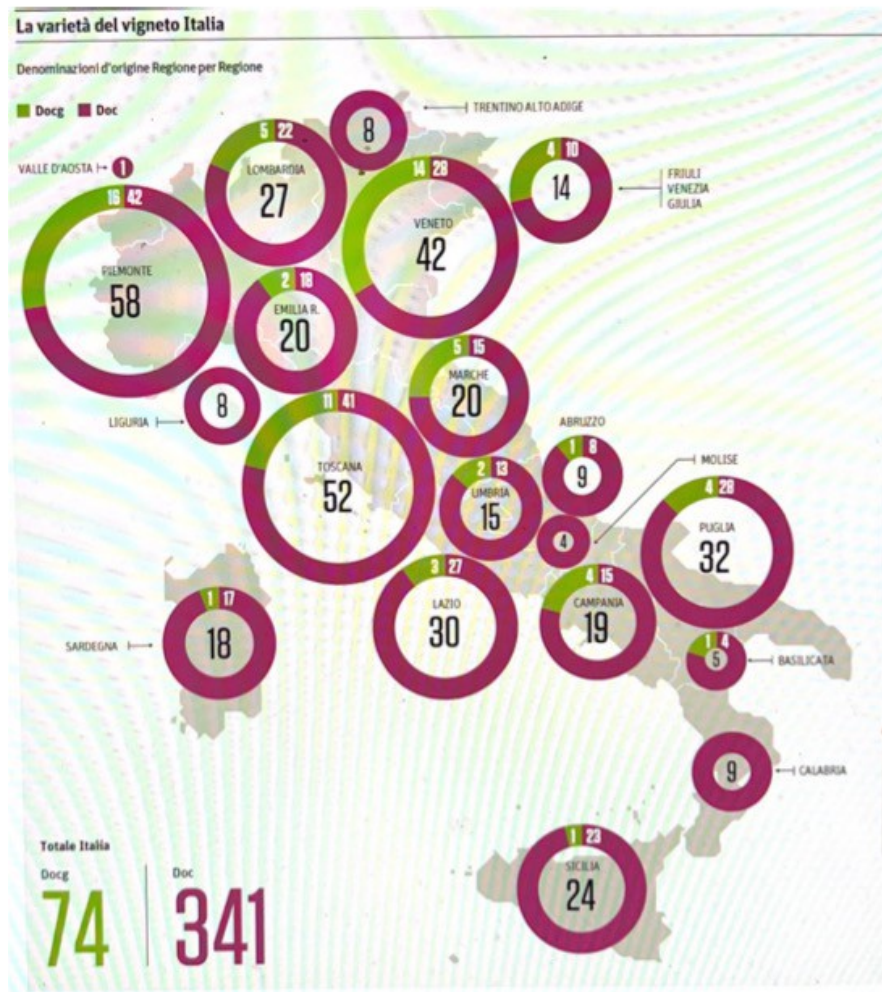 La varietà del vigneto Italia
Denominazioni d'origine Regione per Regione
Docg Doc
TRENTINO ALTO ADIGE
8
VALLE D'AOSTA
1
5 22
LOMBARDIA
27
14 28
VENETO
42
4 10
14
FRIULI
VENEZIA
GIULIA
16 42
PIEMONTE
58
2 18
EMILIA R.
20
LIGURIA
8
5 15
MARCHE
20
11 41
TOSCANA
52
ABRUZZO
1 8
9
MOLISE
4
2 13
UMBRIA
15
4 28
PUGLIA
32
3 27
LAZIO
30
4 15
CAMPANIA
19
SARDEGNA
1 17
18
1 4
5
BASILICATA
9
CALABRIA
1 23
SICILIA
24
Totale Italia
Docg
74
Doc
341